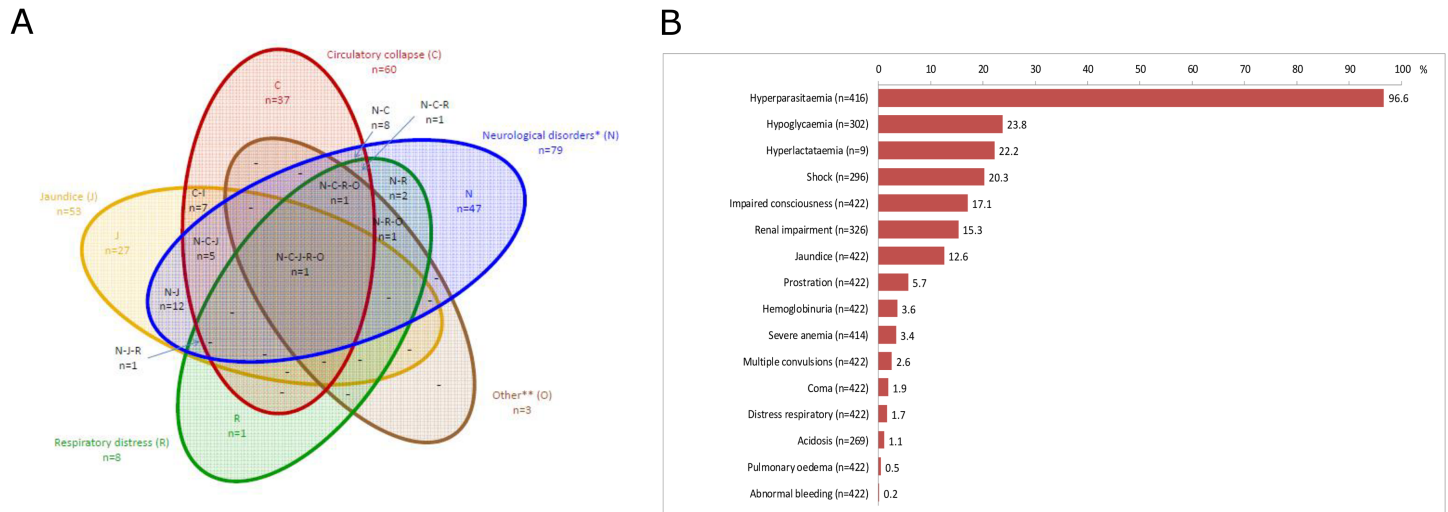 A
Circulatory collapse (C)
n=60
C
n=37
N-C
n=8
N-C-R
n=1
Neurological disorders* (N)
n=79
Jaundice (J)
n=53
J
n=27
C-J
n=7
N-C-R-O
n=1
N-R
n=2
N
n=47
N-R-O
n=1
N-C-J
n=5
N-C-J-R-O
n=1
N-J
n=12
N-J-R
n=1
Other** (O)
n=3
R
n=1
Respiratory distress (R)
n=8
B
0 10 20 30 40 50 60 70 80 90 100 %
Hyperparasitaemia (n=416) 96.6
Hypoglycaemia (n=302) 23.8
Hyperlactataemia (n=9) 22.2
Shock (n=296) 20.3
Impaired consciousness (n=422) 17.1
Renal impairment (n=326) 15.3
Jaundice (n=422) 12.6
Prostration (n=422) 5.7
Hemoglobinuria (n=422) 3.6
Severe anemia (n=414) 3.4
Multiple convulsions (n=422) 2.6
Coma (n=422) 1.9
Distress respiratory (n=422) 1.7
Acidosis (n=269) 1.1
Pulmonary oedema (n=422) 0.5
Abnormal bleeding (n=422) 0.2